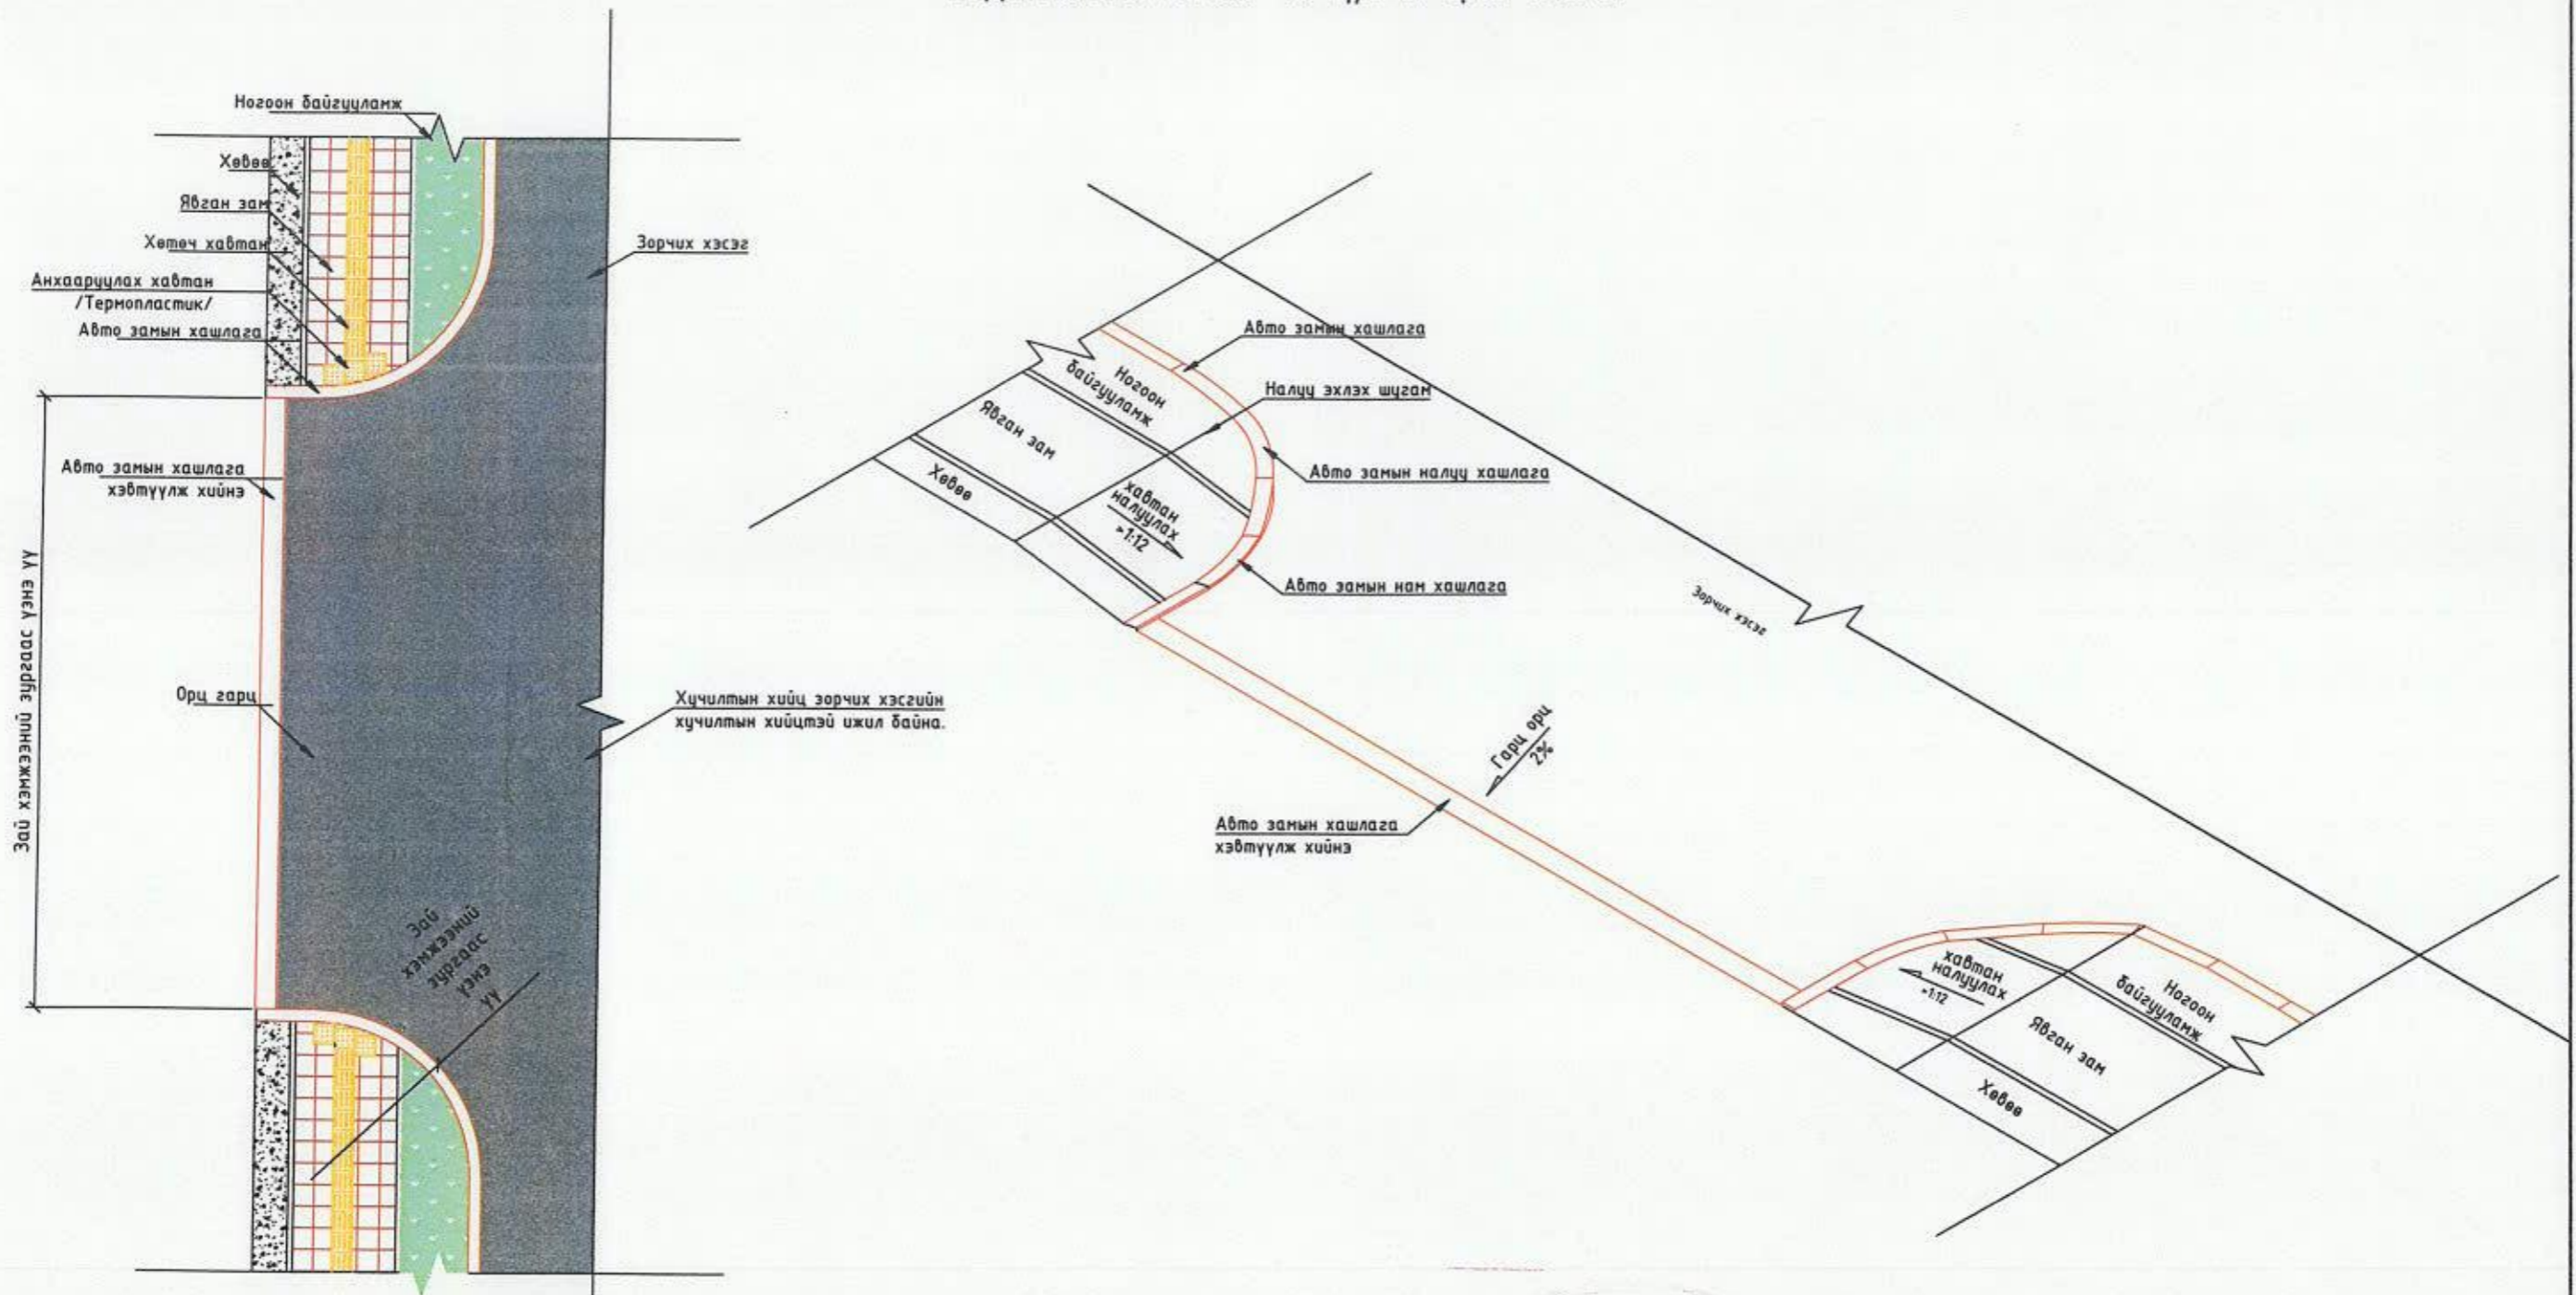 Ногоон байгууламж
Хөвөө
Явган зам
Хөтөч хавтан
Анхааруулах хавтан
/Термопластик/
Авто замын хашлага
Зорчих хэсэг
Авто замын хашлага
хэвтүүлж хийнэ
Зай хэмжээний зургаас үзнэ үү
Орц гарц
Хучилтын хийц зорчих хэсгийн
хучилтын хийцтэй ижил байна.
Зай
хэмжээний
зургаас
үзнэ
үү
Авто замын хашлага
Налуу эхлэх шугам
Авто замын налуу хашлага
Авто замын нам хашлага
Ногоон
байгууламж
Явган зам
Хөвөө
хавтан
налуулах
>1:12
Зорчих хэсэг
Гарц орц
2%
Авто замын хашлага
хэвтүүлж хийнэ
хавтан
налуулах
>1:12
Ногоон
байгууламж
Явган зам
Хөвөө